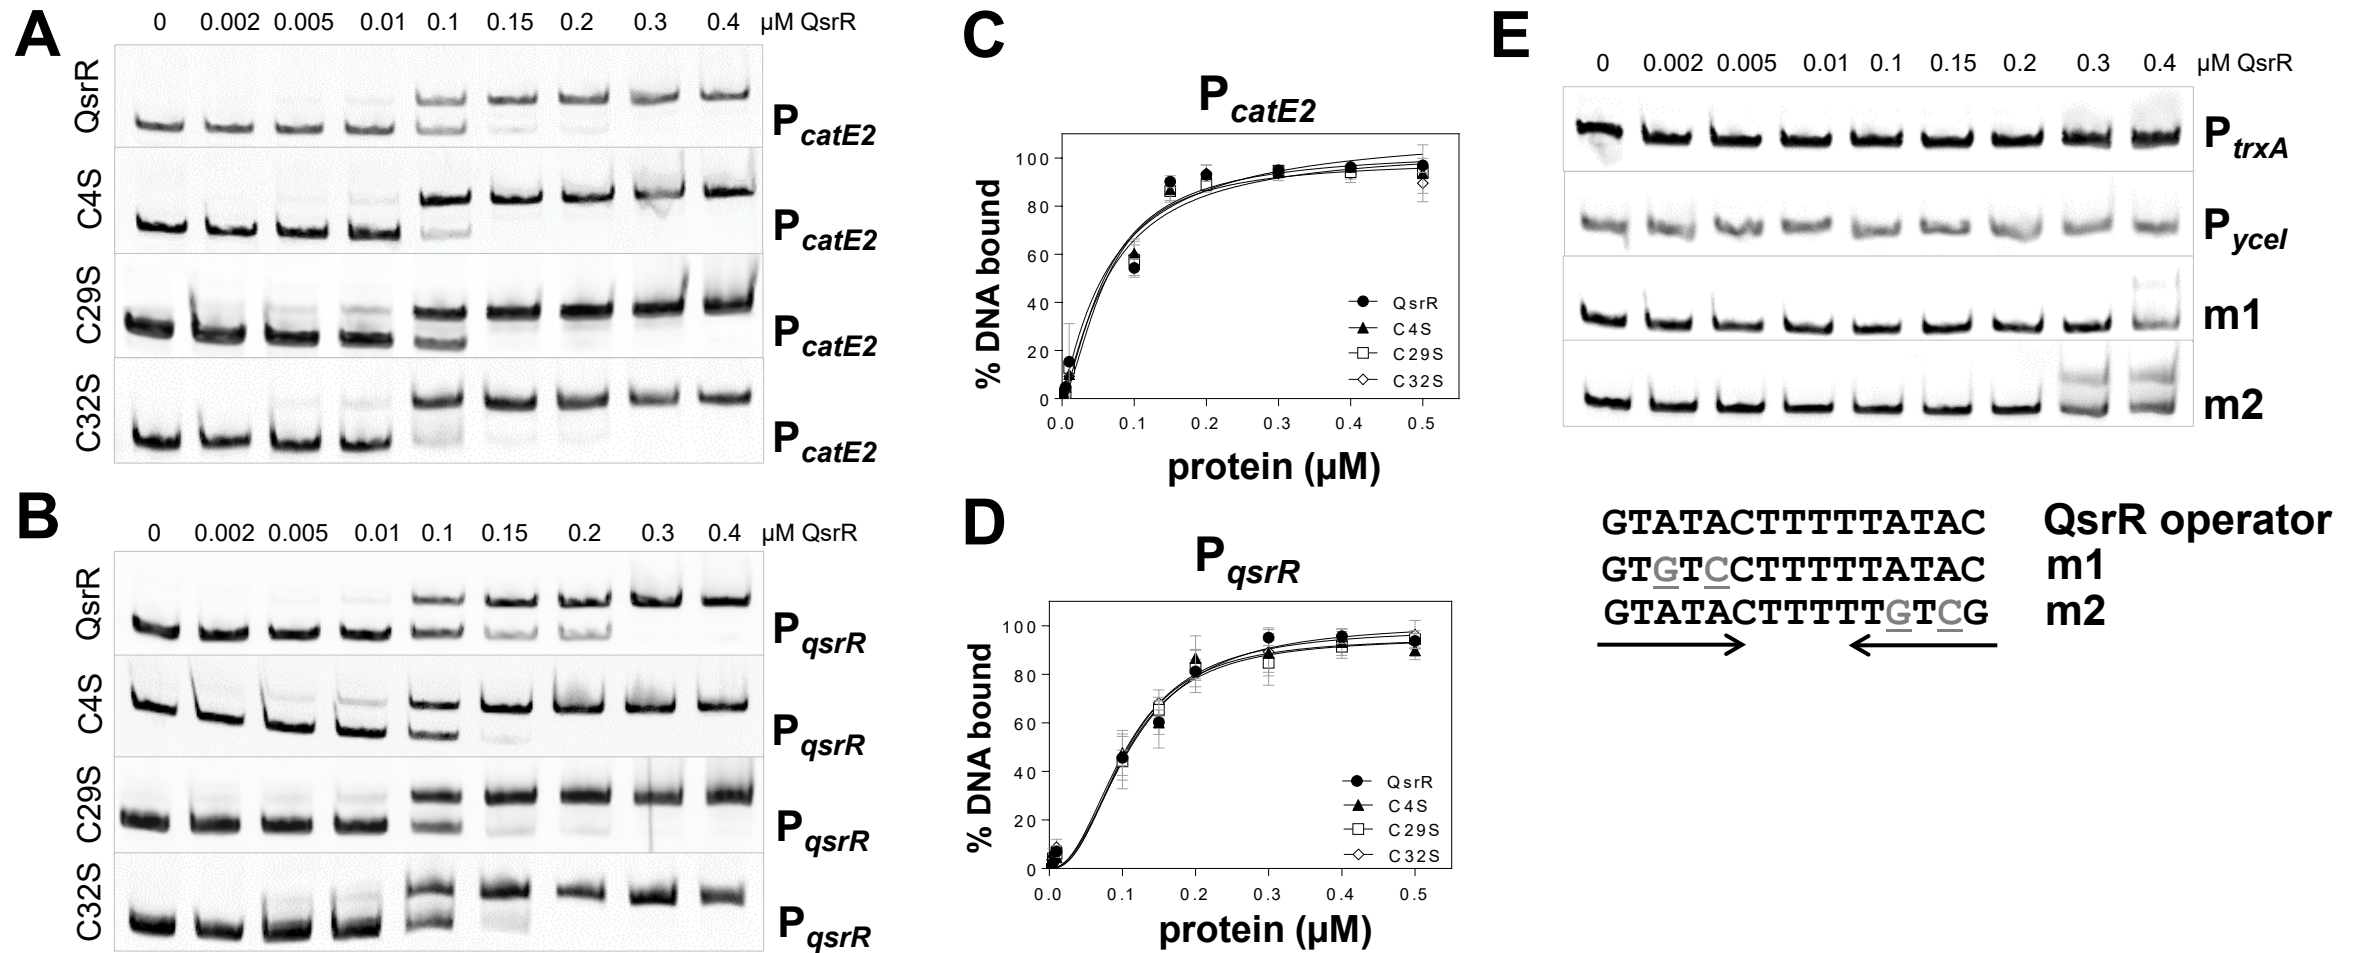 A
0 0.002 0.005 0.01 0.1 0.15 0.2 0.3 0.4 µM QsrR
QsrR
PcatE2
C4S
PcatE2
C29S
PcatE2
C32S
PcatE2
B
0 0.002 0.005 0.01 0.1 0.15 0.2 0.3 0.4 µM QsrR
QsrR
PqsrR
C4S
PqsrR
C29S
PqsrR
C32S
PqsrR
C
PcatE2
% DNA bound
100
80
60
40
20
0
QsrR
C4S
C29S
C32S
0.0 0.1 0.2 0.3 0.4 0.5
protein (µM)
D
PqsrR
% DNA bound
100
80
60
40
20
0
QsrR
C4S
C29S
C32S
0.0 0.1 0.2 0.3 0.4 0.5
protein (µM)
E
0 0.002 0.005 0.01 0.1 0.15 0.2 0.3 0.4 µM QsrR
PtrxA
PyceI
m1
m2
GTATACTTTTTATAC QsrR operator
GTGTCCTTTTTATAC m1
GTATACTTTTTGTCG m2